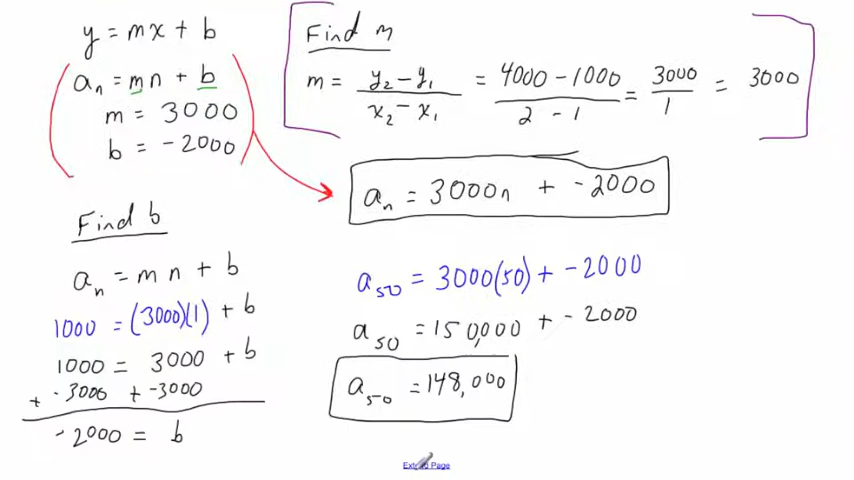 y = mx + b
aₙ = mn + b
m = 3000
b = -2000
Find m
m = (y₂ - y₁)/(x₂ - x₁) = (4000 - 1000)/(2 - 1) = 3000/1 = 3000
aₙ = 3000n + -2000
Find b
aₙ = mn + b
1000 = (3000)(1) + b
1000 = 3000 + b
+ -3000 + -3000
-2000 = b
a₅₀ = 3000(50) + -2000
a₅₀ = 150,000 + -2000
a₅₀ = 148,000
Page